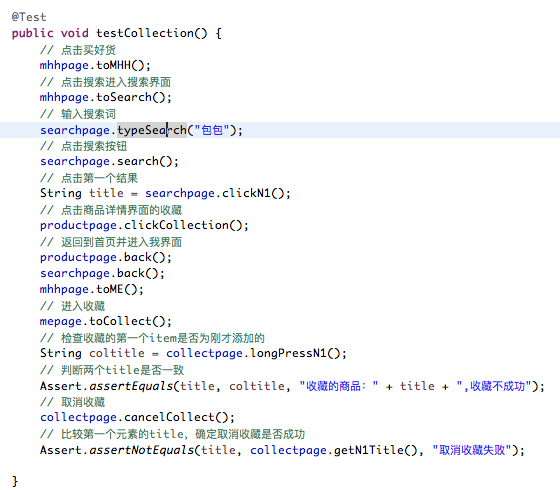 @Test
public void testCollection() {
// 点击买好货
mhhpage.toMHH();
// 点击搜索进入搜索界面
mhhpage.toSearch();
// 输入搜索词
searchpage.typeSearch("包包");
// 点击搜索按钮
searchpage.search();
// 点击第一个结果
String title = searchpage.clickN1();
// 点击商品详情界面的收藏
productpage.clickCollection();
// 返回到首页并进入我界面
productpage.back();
searchpage.back();
mhhpage.toME();
// 进入收藏
mepage.toCollect();
// 检查收藏的第一个item是否为刚才添加的
String coltitle = collectpage.longPressN1();
// 判断两个title是否一致
Assert.assertEquals(title, coltitle, "收藏的商品：" + title + ",收藏不成功");
// 取消收藏
collectpage.cancelCollect();
// 比较第一个元素的title，确定取消收藏是否成功
Assert.assertNotEquals(title, collectpage.getN1Title(), "取消收藏失败");
}